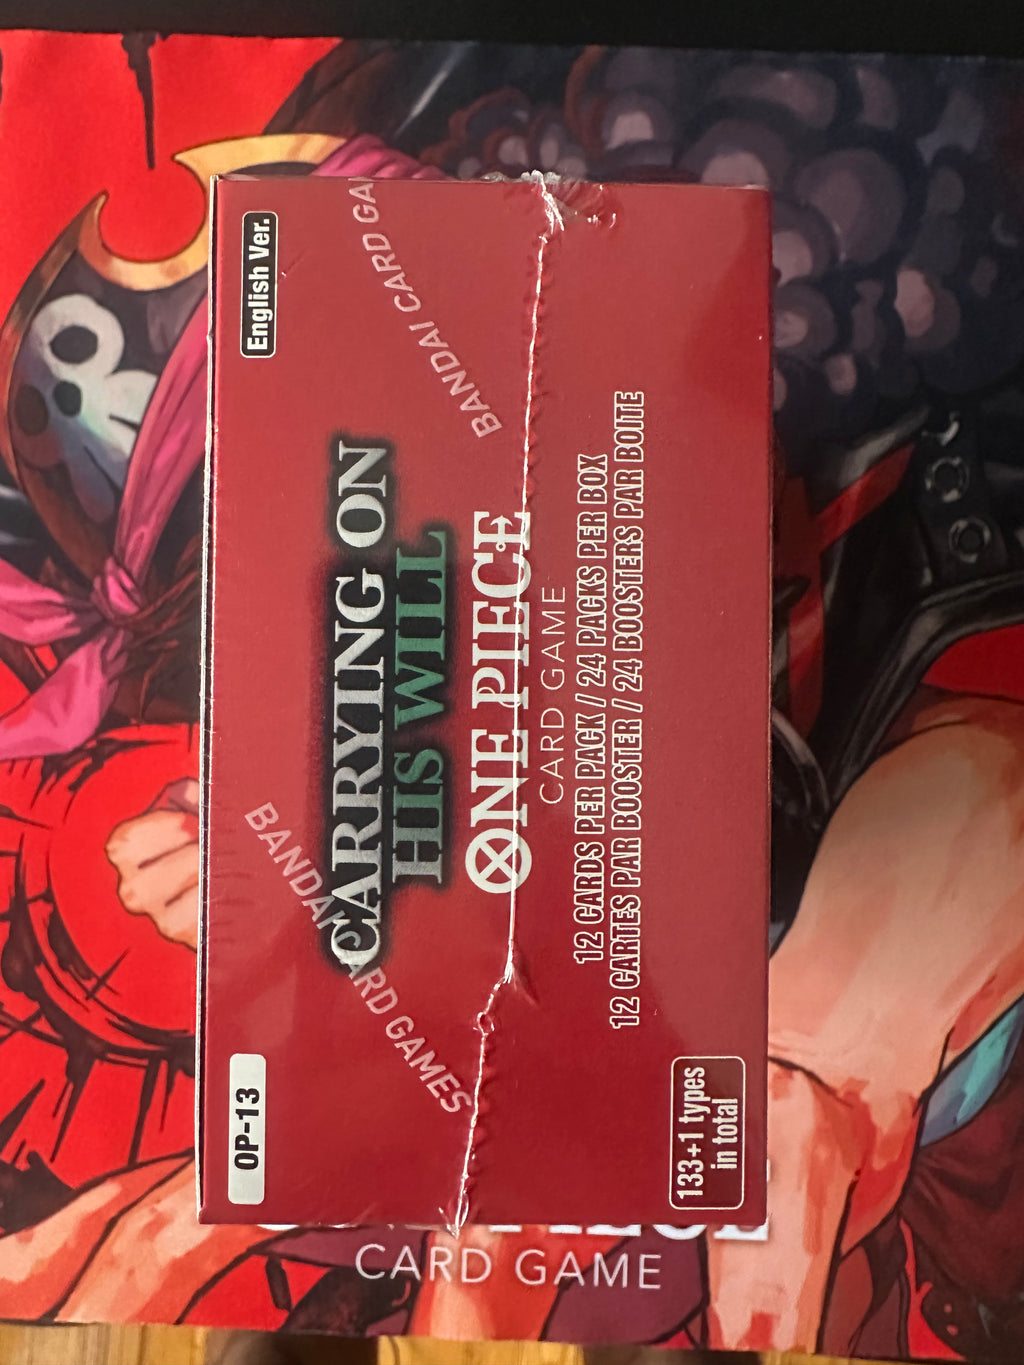 OP-13
English Ver.
BANDAI CARD GAMES
BANDAI CARD GA
CARRYING ON
HIS WILL
ONE PIECE
CARD GAME
12 CARDS PER PACK / 24 PACKS PER BOX
12 CARTES PAR BOOSTER / 24 BOOSTERS PAR BOITE
133+1 types
in total
CARD GAME